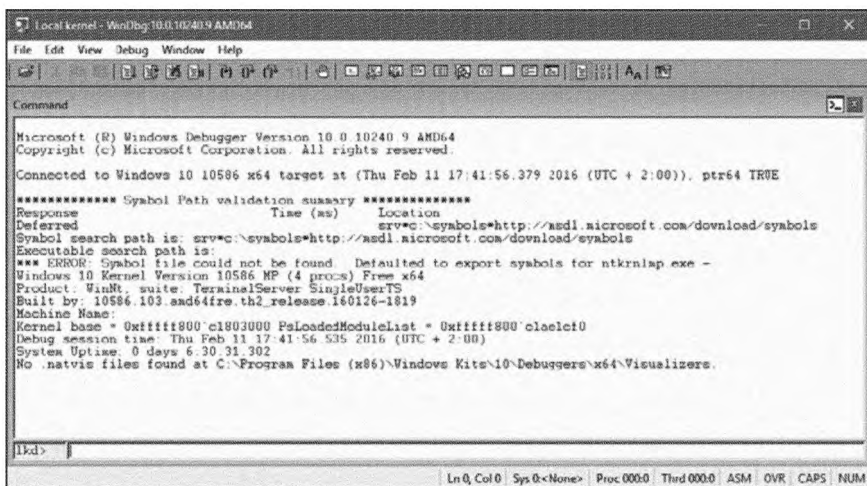 Local kernel - WinDbg:10.0.10240.9 AMD64
File Edit View Debug Window Help
Command
Microsoft (R) Windows Debugger Version 10.0.10240.9 AMD64
Copyright (c) Microsoft Corporation. All rights reserved.
Connected to Windows 10 10586 x64 target at (Thu Feb 11 17:41:56.379 2016 (UTC + 2:00)), ptr64 TRUE
************* Symbol Path validation summary **************
Response Time (ms) Location
Deferred srv*c:\symbols*http://msdl.microsoft.com/download/symbols
Symbol search path is: srv*c:\symbols*http://msdl.microsoft.com/download/symbols
Executable search path is:
*** ERROR: Symbol file could not be found. Defaulted to export symbols for ntkrnlmp.exe -
Windows 10 Kernel Version 10586 MP (4 procs) Free x64
Product: WinNt, suite: TerminalServer SingleUserTS
Built by: 10586.103.amd64fre.th2_release.160126-1819
Machine Name:
Kernel base = 0xfffff800`c1803000 PsLoadedModuleList = 0xfffff800`c1ae1cf0
Debug session time: Thu Feb 11 17:41:56.535 2016 (UTC + 2:00)
System Uptime: 0 days 6:30:31.302
No .natvis files found at C:\Program Files (x86)\Windows Kits\10\Debuggers\x64\Visualizers.
lkd>
Ln 0, Col 0 Sys 0:<None> Proc 000:0 Thrd 000:0 ASM OVR CAPS NUM